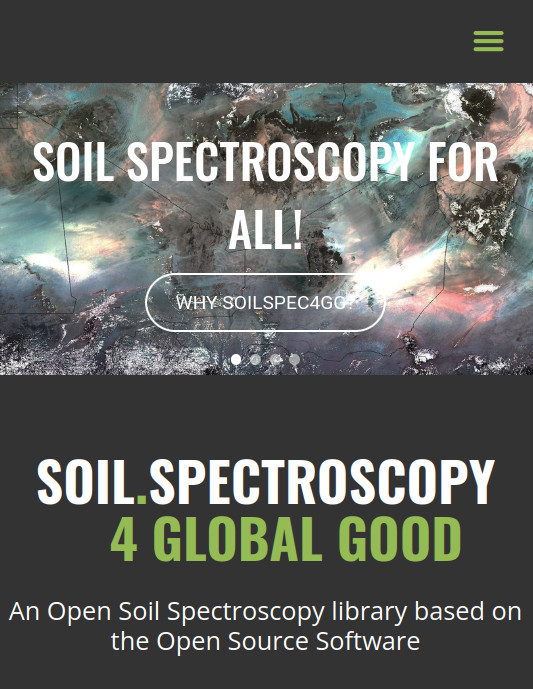 SOIL SPECTROSCOPY FOR
ALL!
WHY SOILSPEC4GG?
SOIL.SPECTROSCOPY
4 GLOBAL GOOD
An Open Soil Spectroscopy library based on
the Open Source Software